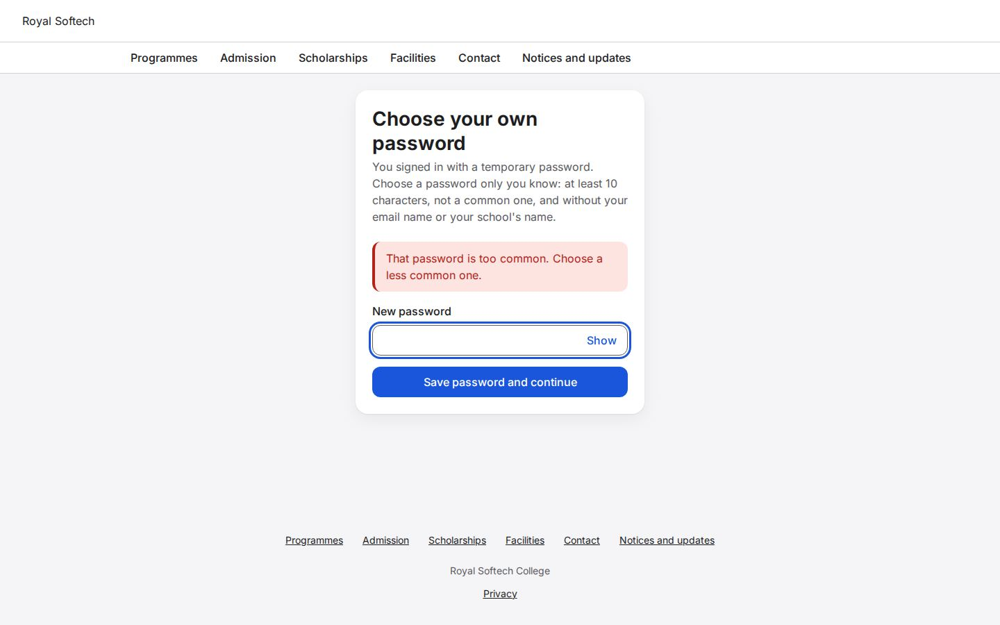 Royal Softech
Programmes Admission Scholarships Facilities Contact Notices and updates
Choose your own
password
You signed in with a temporary password.
Choose a password only you know: at least 10
characters, not a common one, and without your
email name or your school's name.
That password is too common. Choose a
less common one.
New password
Show
Save password and continue
Programmes Admission Scholarships Facilities Contact Notices and updates
Royal Softech College
Privacy